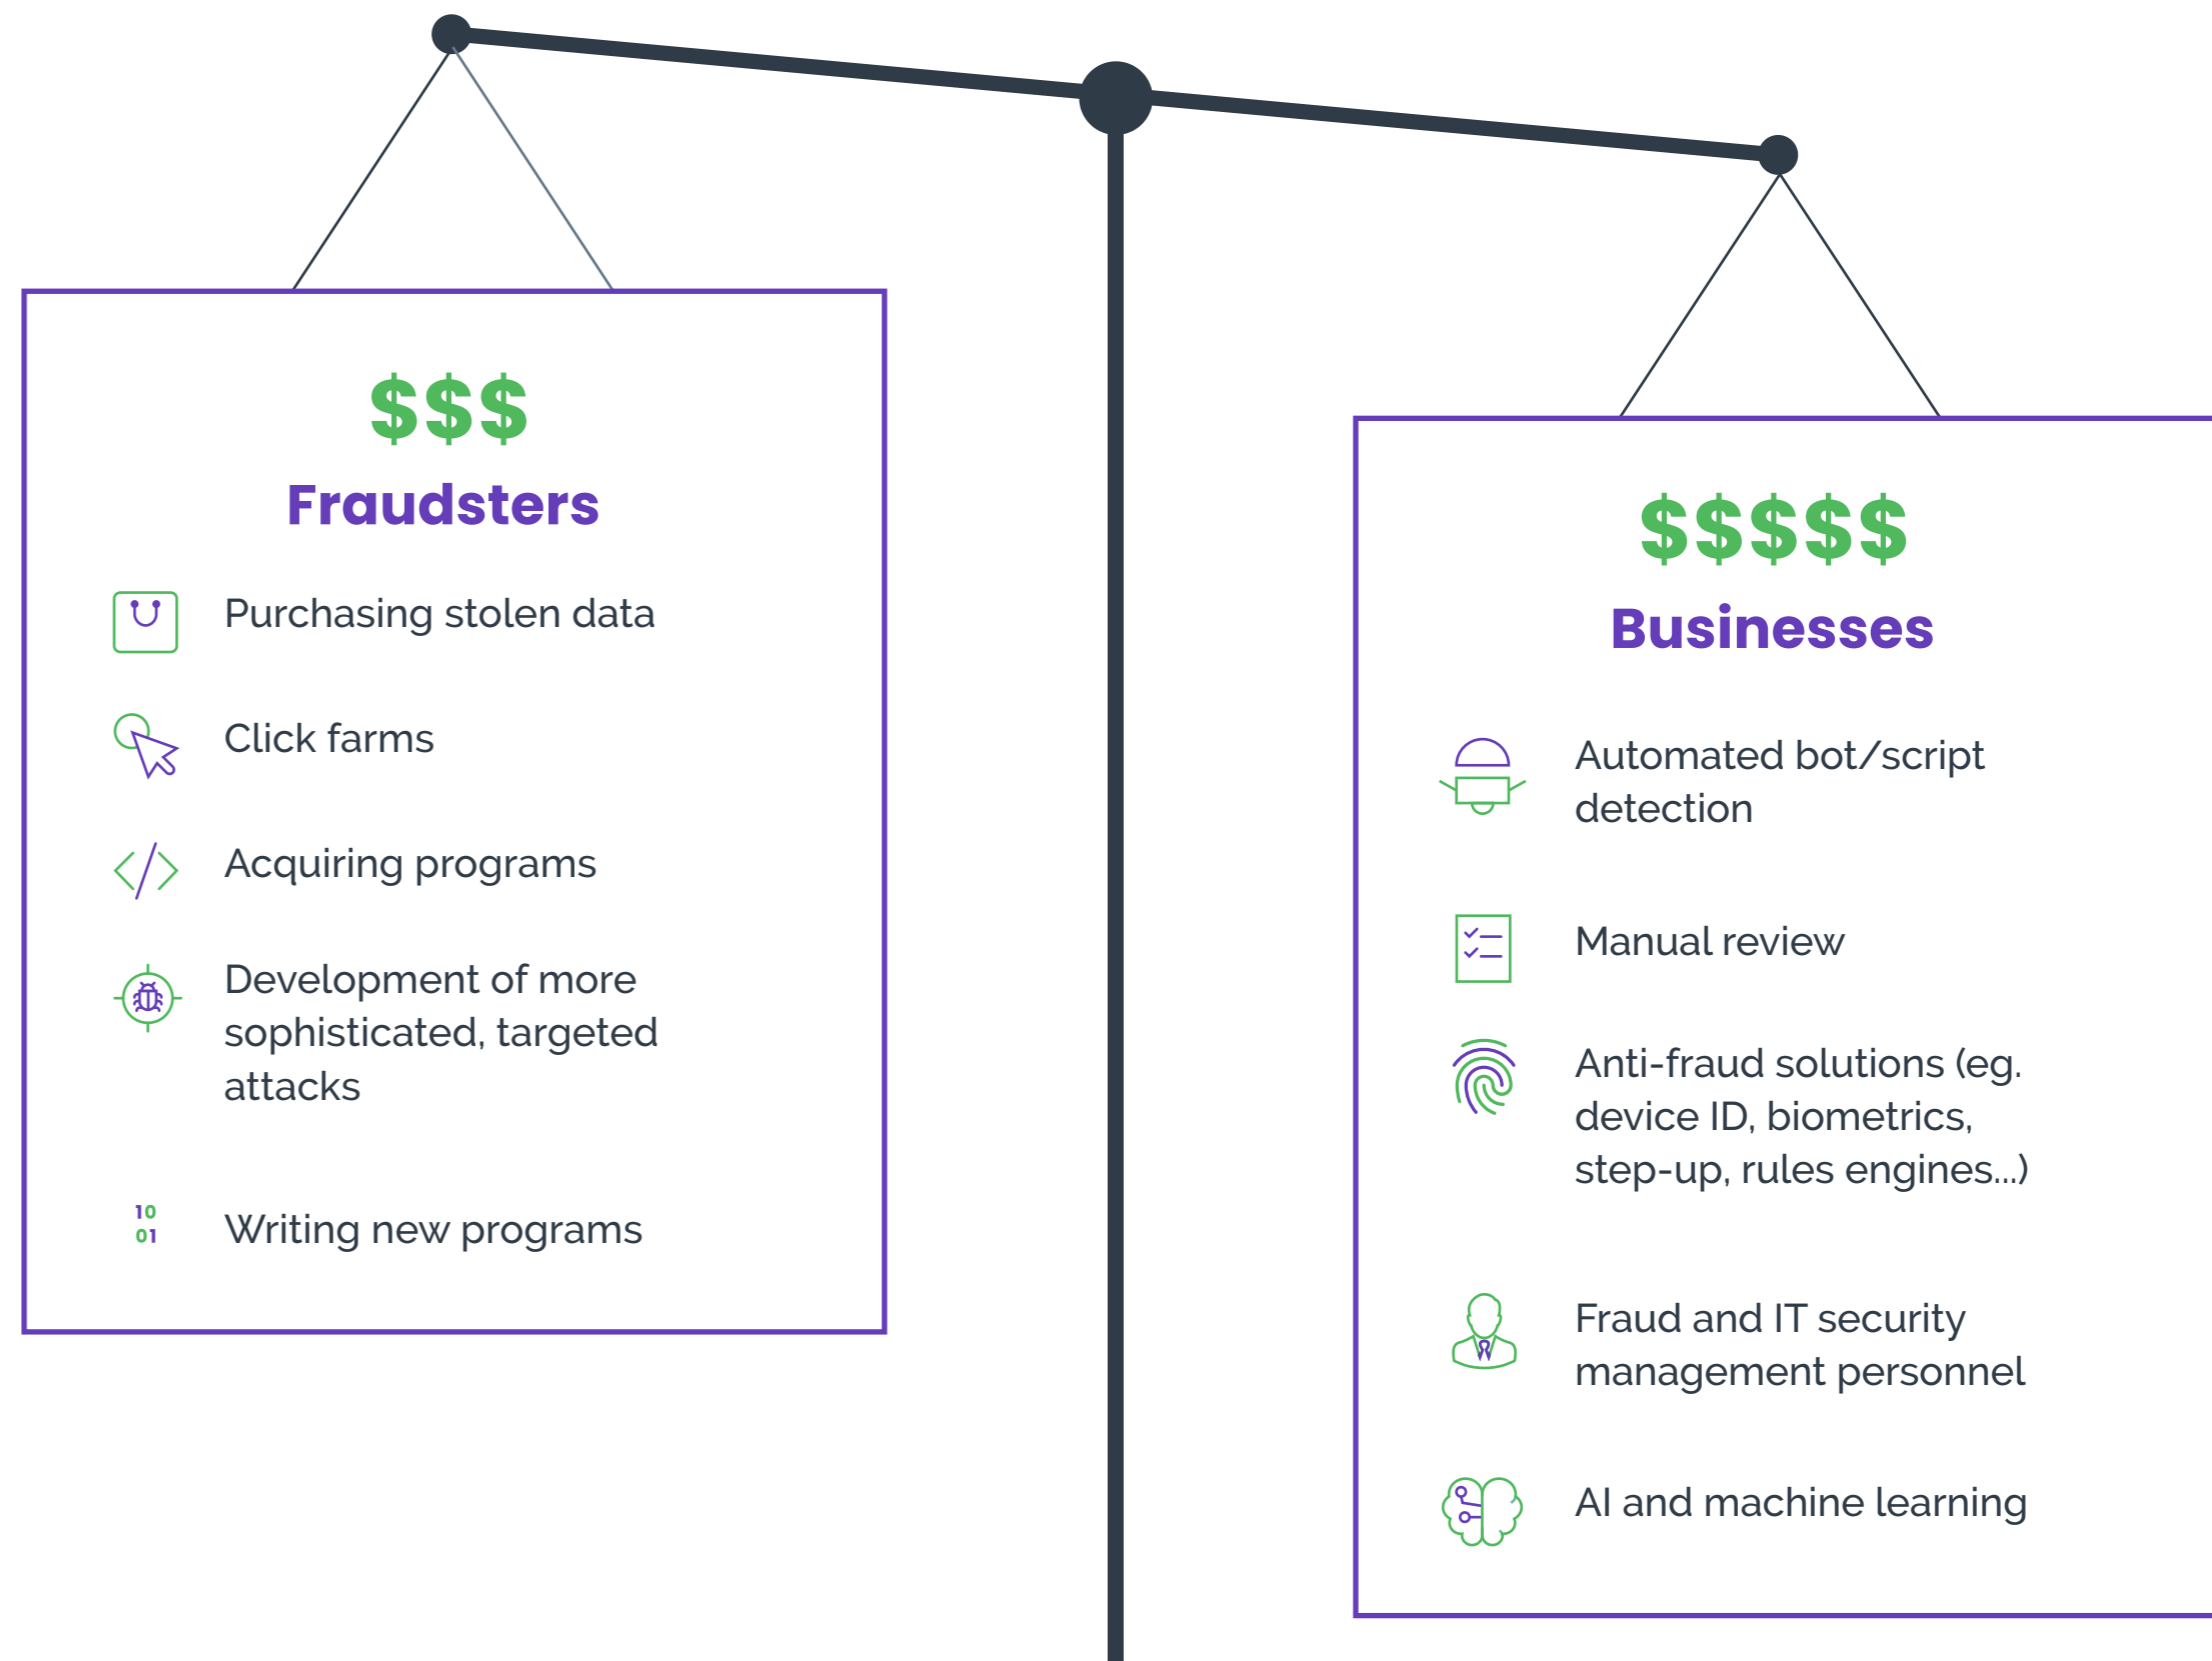 $$$
Fraudsters
Purchasing stolen data
Click farms
Acquiring programs
Development of more
sophisticated, targeted
attacks
10
01
Writing new programs
$$$$$
Businesses
Automated bot/script
detection
Manual review
Anti-fraud solutions (eg.
device ID, biometrics,
step-up, rules engines...)
Fraud and IT security
management personnel
AI and machine learning